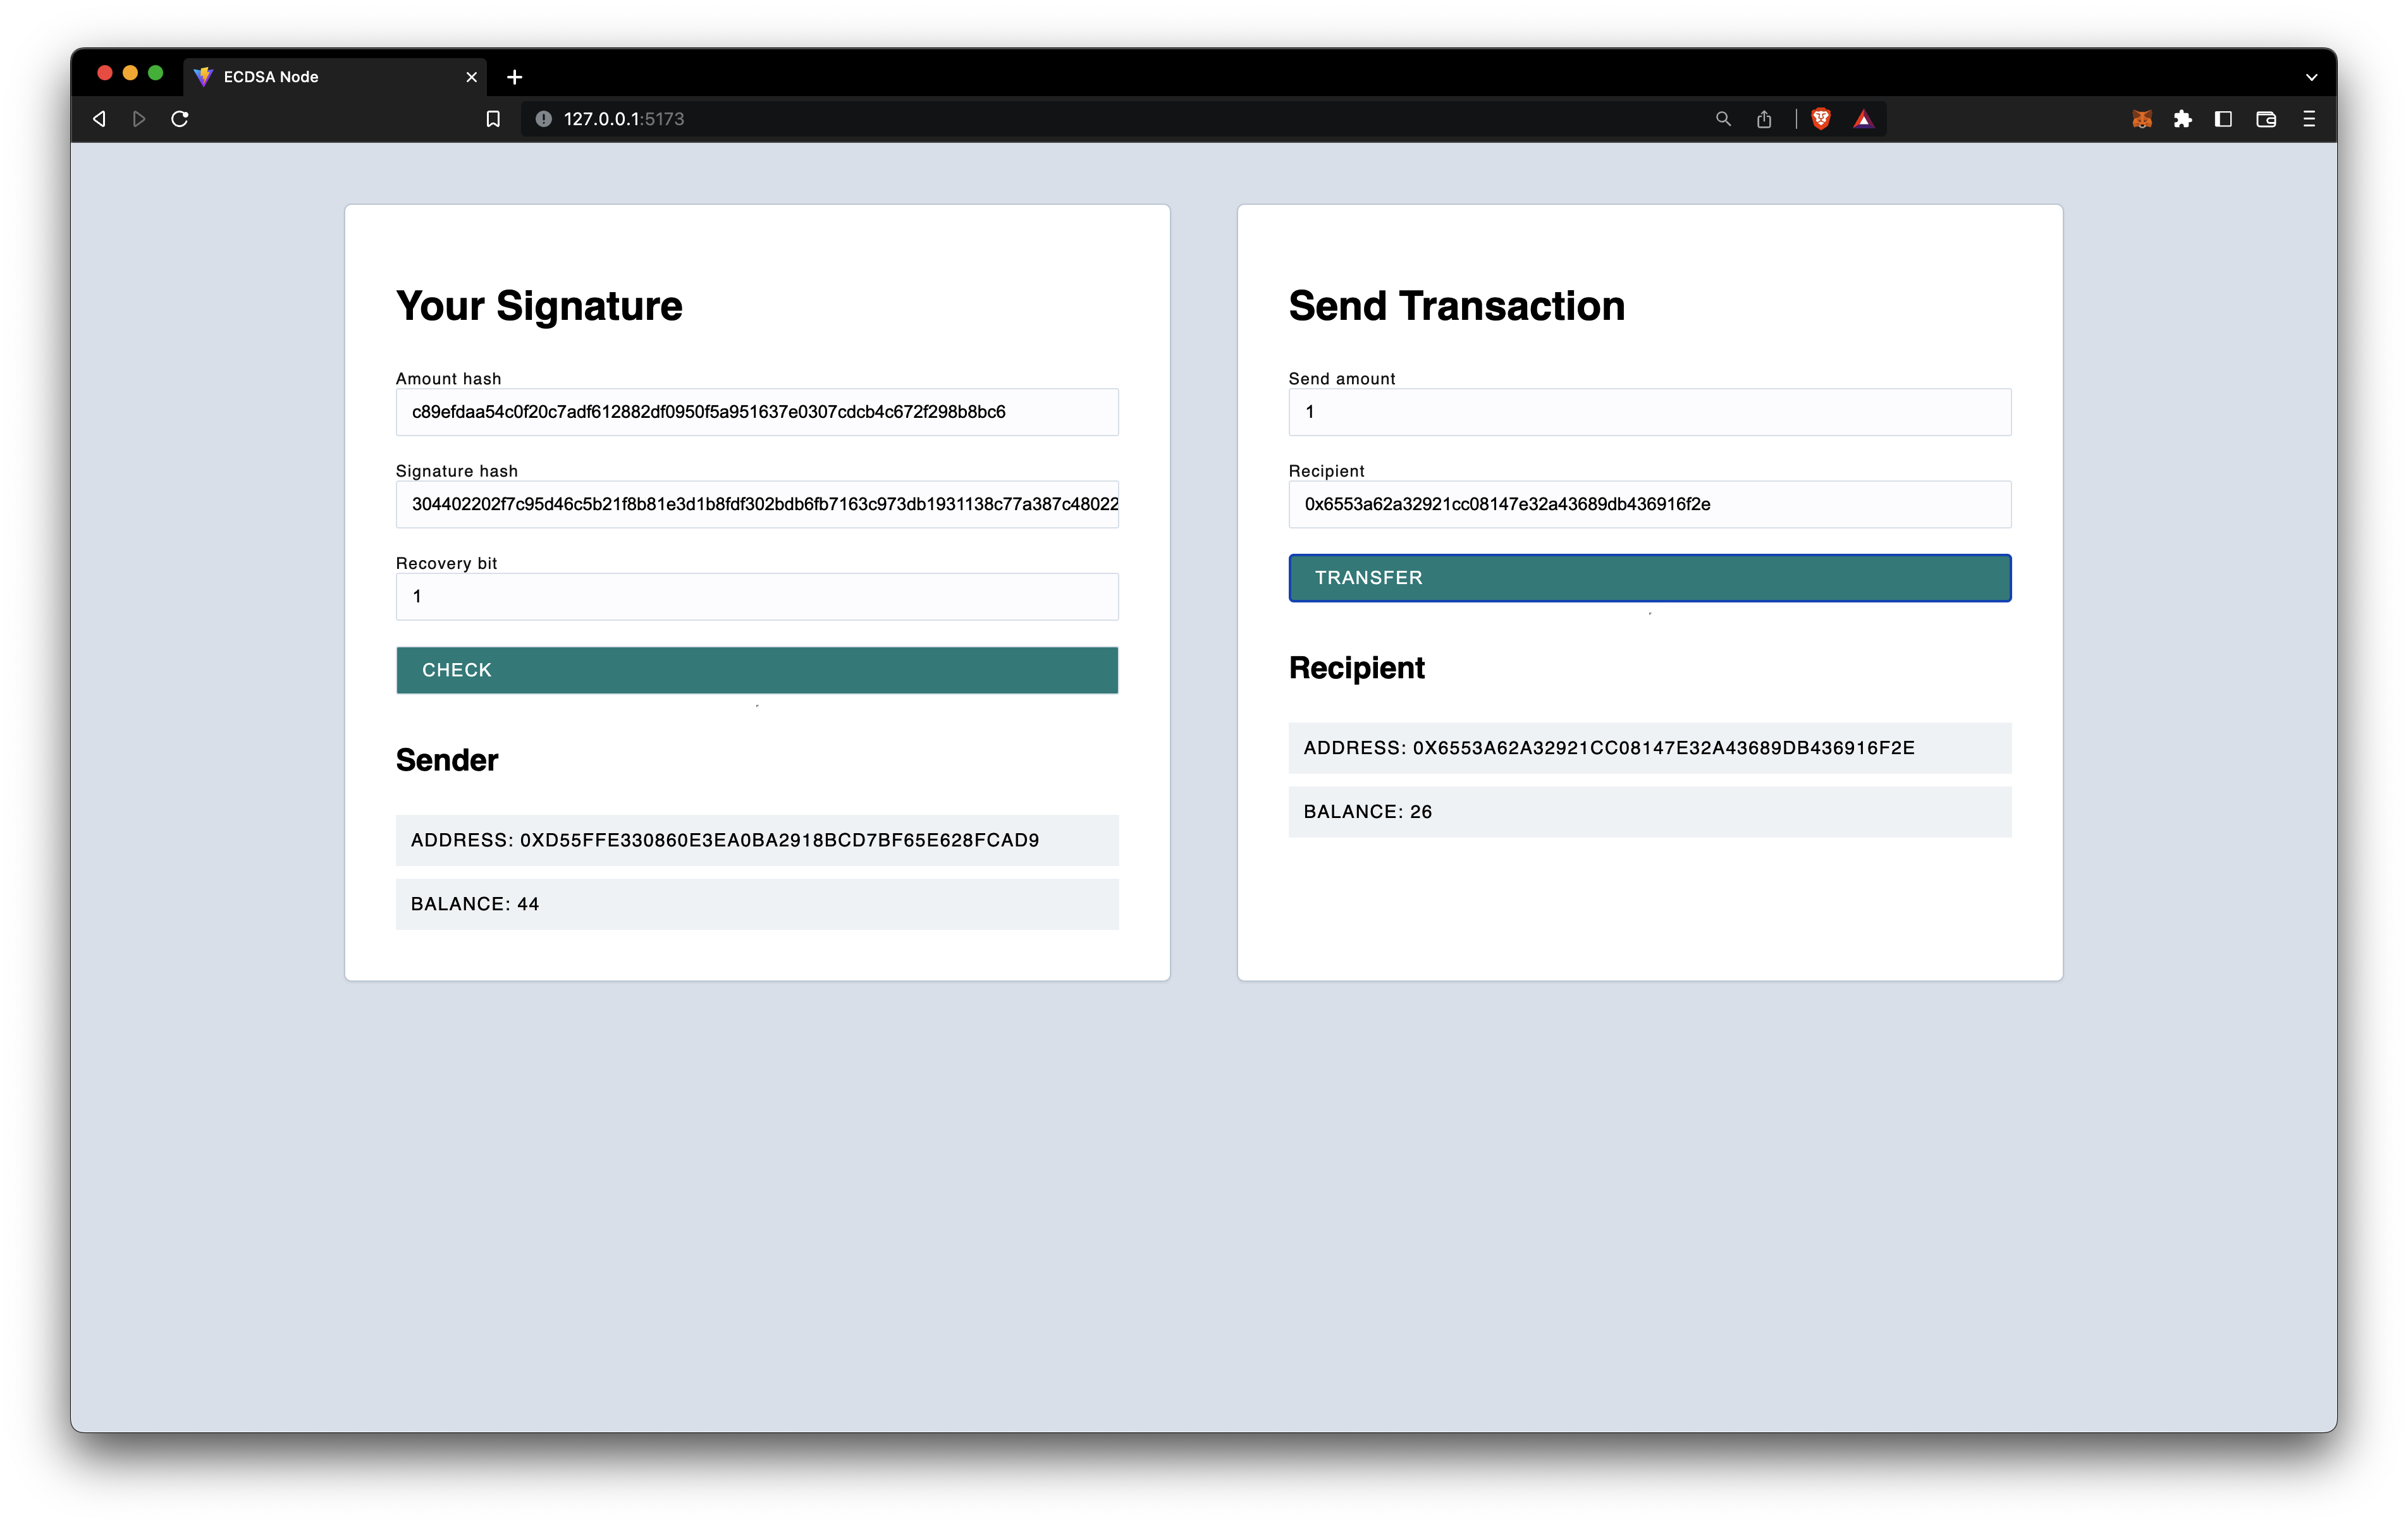 ECDSA Node
127.0.0.1:5173
Your Signature
Amount hash
c89efdaa54c0f20c7adf612882df0950f5a951637e0307cdcb4c672f298b8bc6
Signature hash
304402202f7c95d46c5b21f8b81e3d1b8fdf302bdb6fb7163c973db1931138c77a387c48022
Recovery bit
1
CHECK
Sender
ADDRESS: 0XD55FFE330860E3EA0BA2918BCD7BF65E628FCAD9
BALANCE: 44
Send Transaction
Send amount
1
Recipient
0x6553a62a32921cc08147e32a43689db436916f2e
TRANSFER
Recipient
ADDRESS: 0X6553A62A32921CC08147E32A43689DB436916F2E
BALANCE: 26